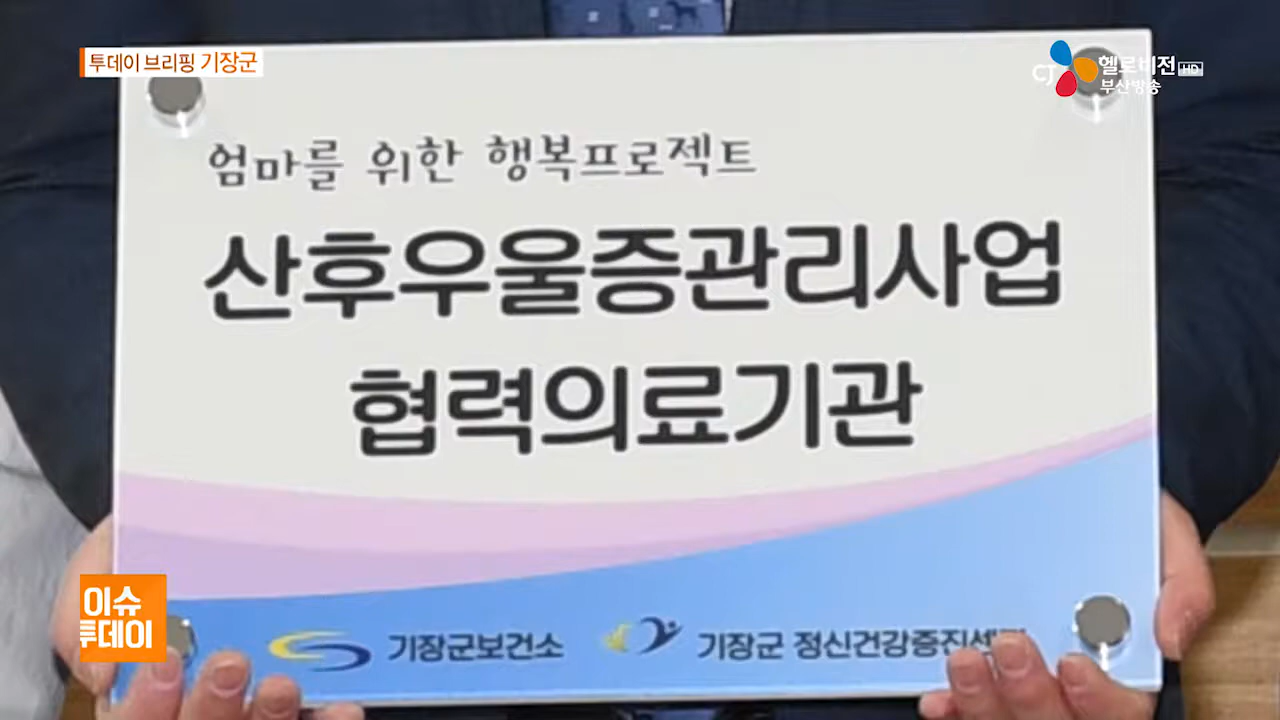 투데이 브리핑 기장군
CJ 헬로비전 HD
부산방송
엄마를 위한 행복프로젝트
산후우울증관리사업
협력의료기관
이슈
투데이
기장군보건소
기장군 정신건강증진센터